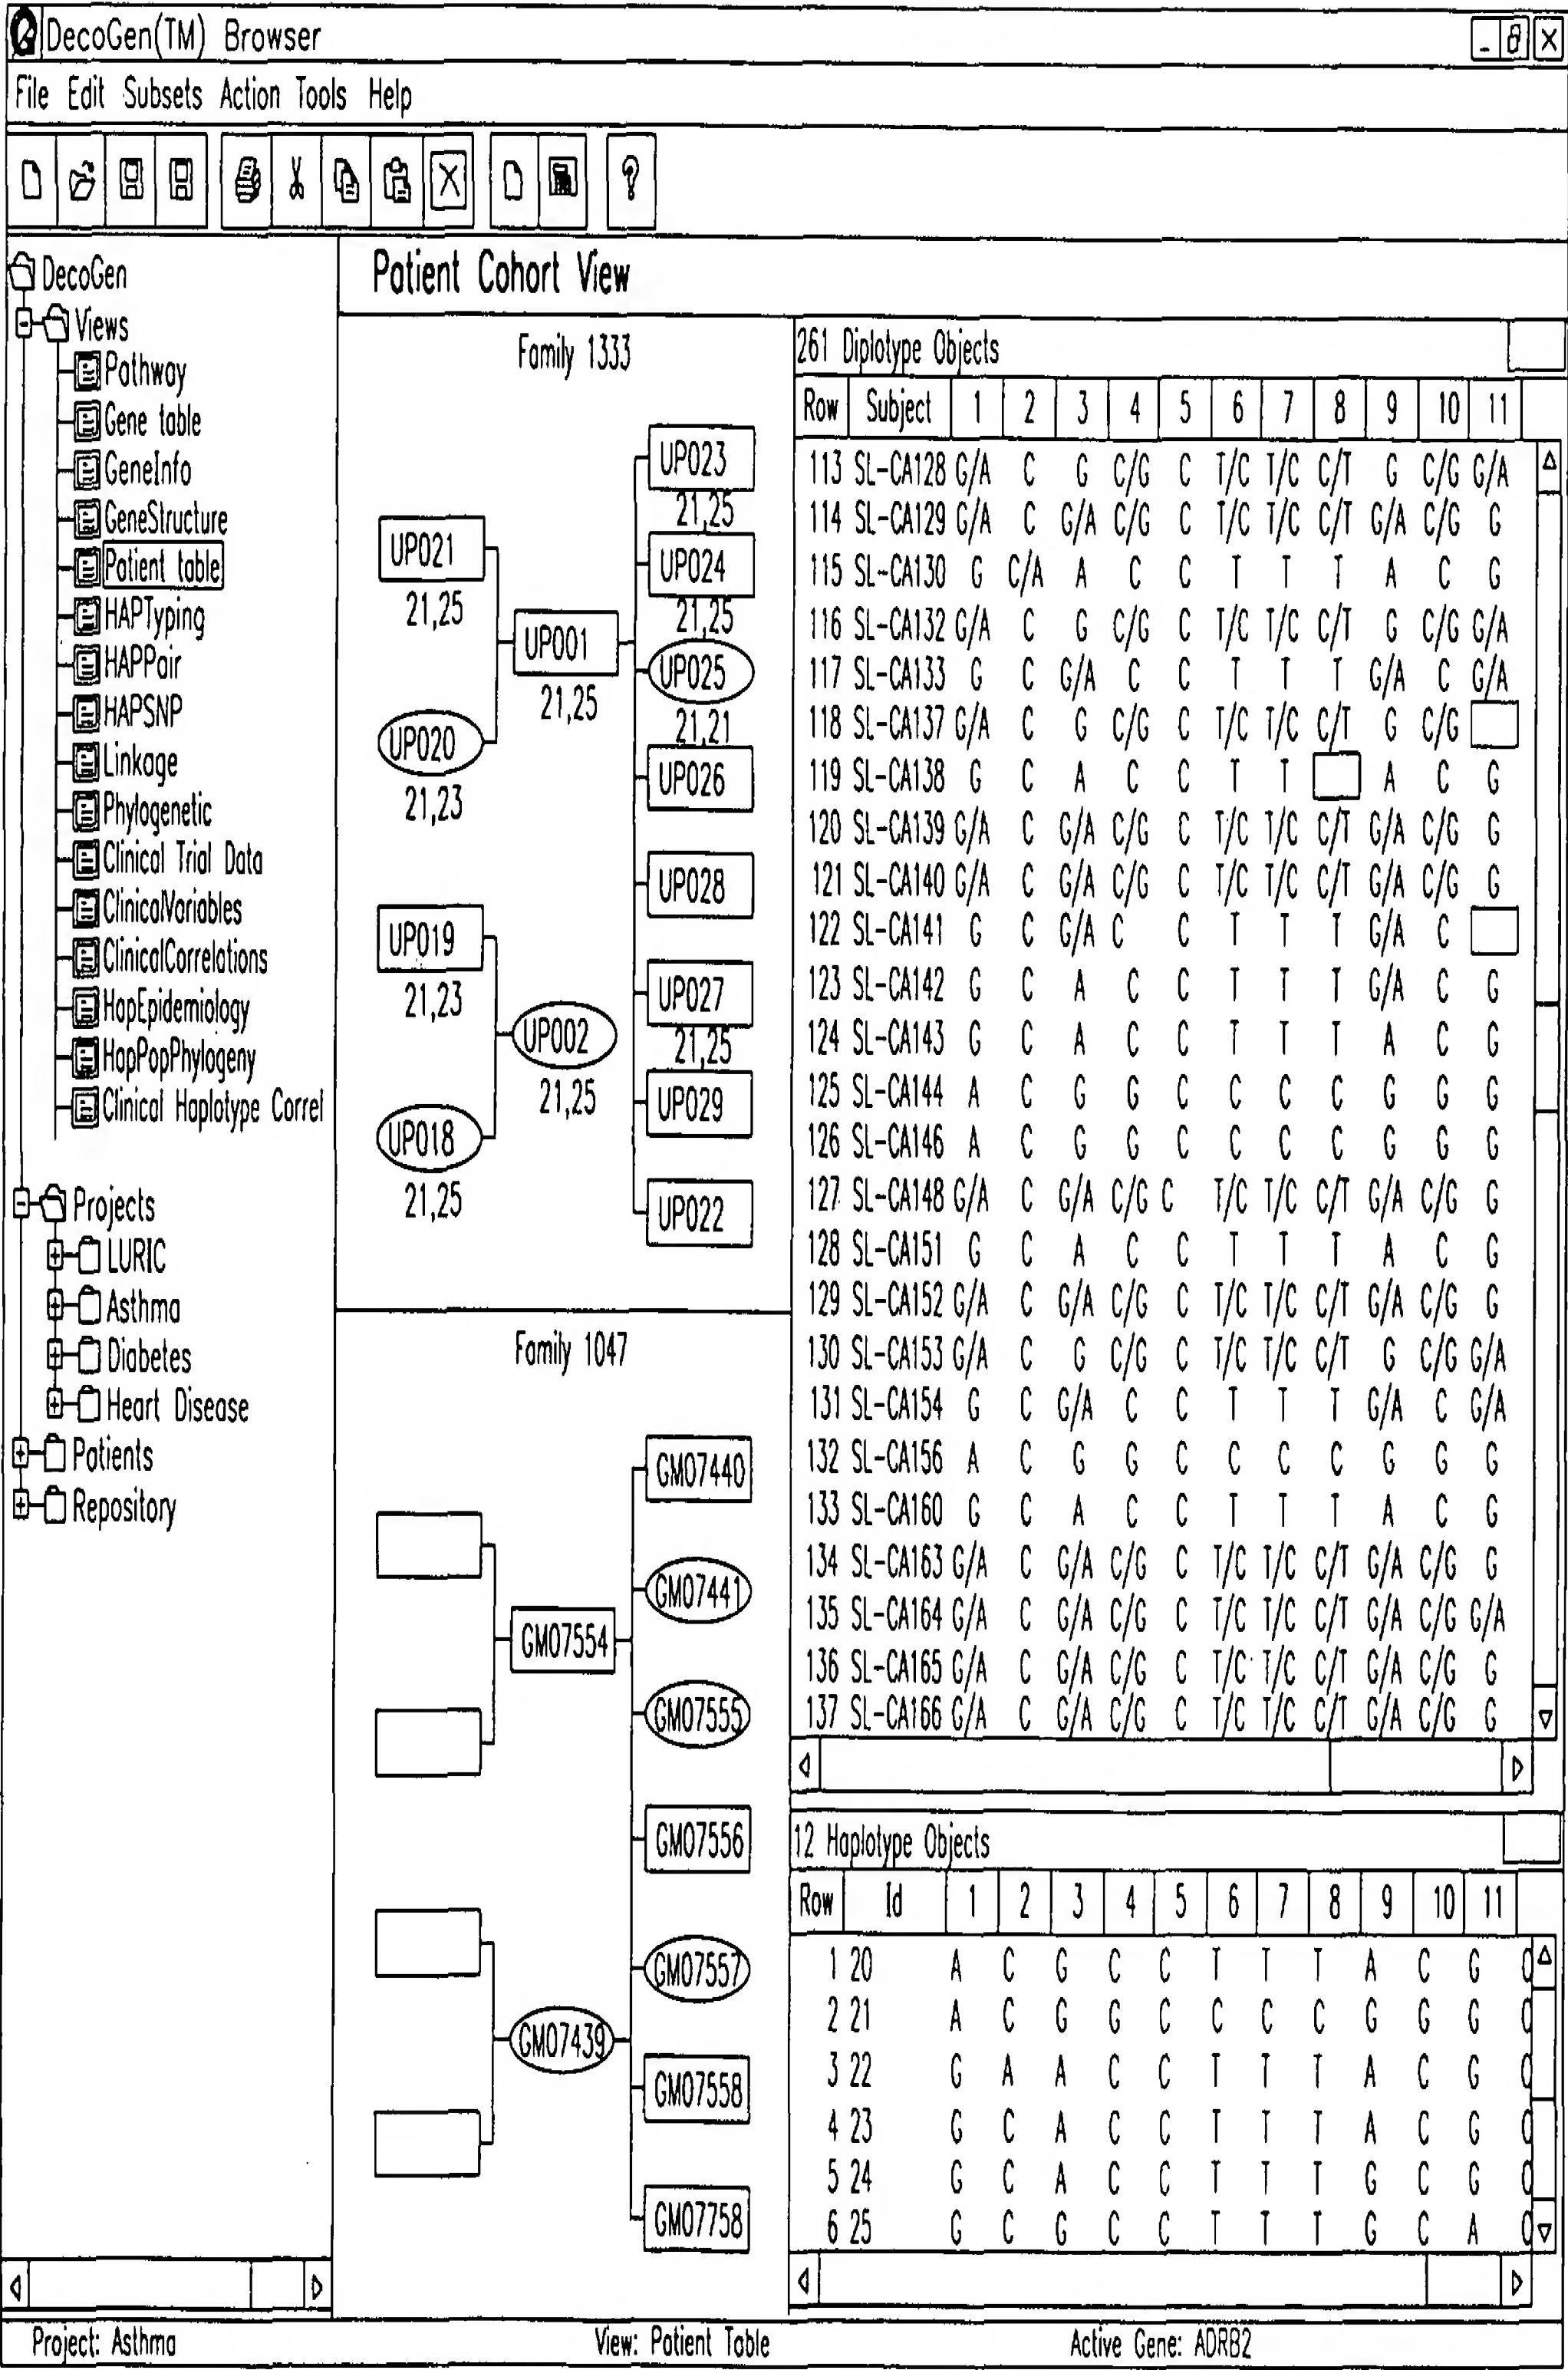 DecoGen(TM) Browser
File Edit Subsets Action Tools Help
DecoGen
Views
Pathway
Gene table
GeneInfo
GeneStructure
Patient table
HAPTyping
HAPPair
HAPSNP
Linkage
Phylogenetic
Clinical Trial Data
ClinicalVariables
ClinicalCorrelations
HapEpidemiology
HapPopPhylogeny
Clinical Haplotype Correl
Projects
LURIC
Asthma
Diabetes
Heart Disease
Patients
Repository
Patient Cohort View
Family 1333
UP021
21,25
UP020
21,23
UP019
21,23
UP018
21,25
UP001
21,25
UP002
21,25
UP023
21,25
UP024
21,25
UP025
21,21
UP026
UP028
UP027
21,25
UP029
UP022
Family 1047
GM07554
GM07439
GM07440
GM07441
GM07555
GM07556
GM07557
GM07558
GM07758
261 Diplotype Objects
Row Subject 1 2 3 4 5 6 7 8 9 10 11
113 SL-CA128 G/A C G C/G C T/C T/C C/T G C/G G/A
114 SL-CA129 G/A C G/A C/G C T/C T/C C/T G/A C/G G
115 SL-CA130 G C/A A C C T T T A C G
116 SL-CA132 G/A C G C/G C T/C T/C C/T G C/G G/A
117 SL-CA133 G C G/A C C T T T G/A C G/A
118 SL-CA137 G/A C G C/G C T/C T/C C/T G C/G
119 SL-CA138 G C A C C T T A C G
120 SL-CA139 G/A C G/A C/G C T/C T/C C/T G/A C/G G
121 SL-CA140 G/A C G/A C/G C T/C T/C C/T G/A C/G G
122 SL-CA141 G C G/A C C T T T G/A C
123 SL-CA142 G C A C C T T T G/A C G
124 SL-CA143 G C A C C T T T A C G
125 SL-CA144 A C G G C C C C G G G
126 SL-CA146 A C G G C C C C G G G
127 SL-CA148 G/A C G/A C/G C T/C T/C C/T G/A C/G G
128 SL-CA151 G C A C C T T T A C G
129 SL-CA152 G/A C G/A C/G C T/C T/C C/T G/A C/G G
130 SL-CA153 G/A C G C/G C T/C T/C C/T G C/G G/A
131 SL-CA154 G C G/A C C T T T G/A C G/A
132 SL-CA156 A C G G C C C C G G G
133 SL-CA160 G C A C C T T T A C G
134 SL-CA163 G/A C G/A C/G C T/C T/C C/T G/A C/G G
135 SL-CA164 G/A C G/A C/G C T/C T/C C/T G/A C/G G/A
136 SL-CA165 G/A C G/A C/G C T/C T/C C/T G/A C/G G
137 SL-CA166 G/A C G/A C/G C T/C T/C C/T G/A C/G G
12 Haplotype Objects
Row Id 1 2 3 4 5 6 7 8 9 10 11
1 20 A C G C C T T T A C G
2 21 A C G G C C C C G G G
3 22 G A A C C T T T A C G
4 23 G C A C C T T T A C G
5 24 G C A C C T T T G C G
6 25 G C G C C T T T G C A
Project: Asthma View: Patient Table Active Gene: ADRB2